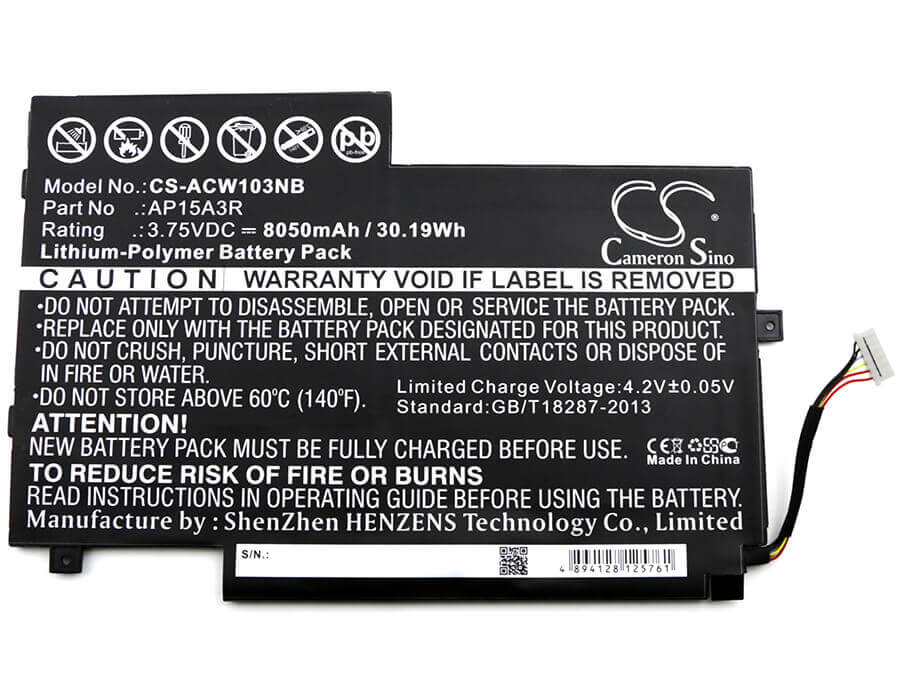 Pb
pb-free
Model No.:CS-ACW103NB
Part No :AP15A3R
Rating : 3.75VDC ⎓ 8050mAh / 30.19Wh
Lithium-Polymer Battery Pack
CS
Cameron Sino
CAUTION WARRANTY VOID IF LABEL IS REMOVED
•DO NOT ATTEMPT TO DISASSEMBLE, OPEN OR SERVICE THE BATTERY PACK.
•REPLACE ONLY WITH THE BATTERY PACK DESIGNATED FOR THIS PRODUCT.
•DO NOT CRUSH, PUNCTURE, SHORT EXTERNAL CONTACTS OR DISPOSE OF
IN FIRE OR WATER.
•DO NOT STORE ABOVE 60°C (140°F).
Limited Charge Voltage:4.2V±0.05V
Standard:GB/T18287-2013
ATTENTION!
NEW BATTERY PACK MUST BE FULLY CHARGED BEFORE USE.
CE
Made In China
TO REDUCE RISK OF FIRE OR BURNS
READ INSTRUCTIONS IN OPERATING GUIDE BEFORE USING THE BATTERY.
Manufacture by : ShenZhen HENZENS Technology Co., Limited
S/N.:
4 894128 125761